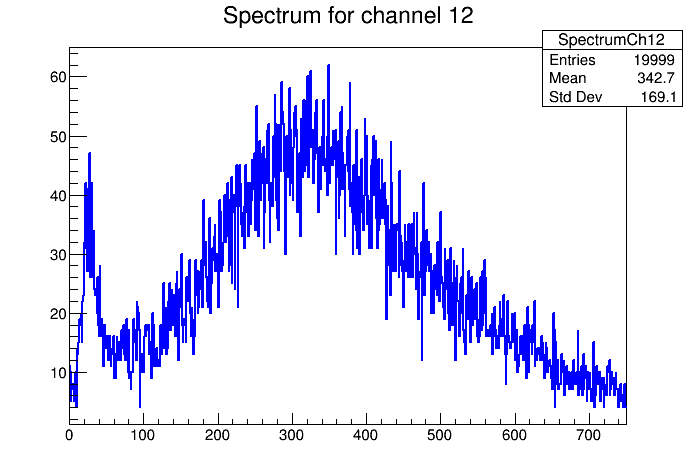 Spectrum for channel 12
SpectrumCh12
Entries 19999
Mean 342.7
Std Dev 169.1
60
50
40
30
20
10
0 100 200 300 400 500 600 700